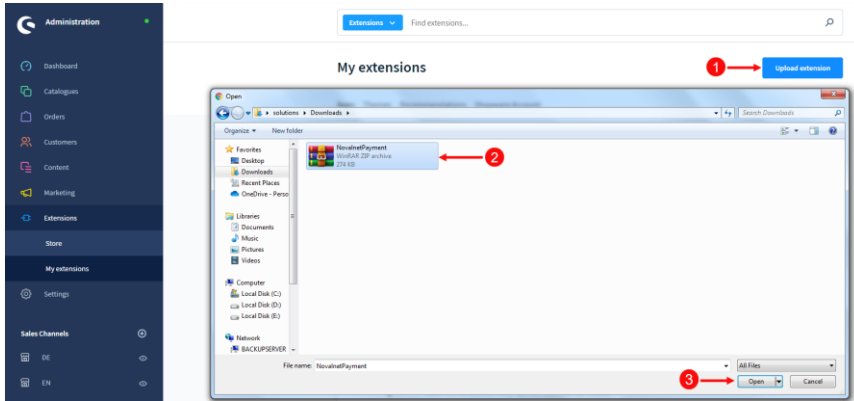 Administration
Extensions
Find extensions...
My extensions
1
Upload extension
Dashboard
Catalogues
Orders
Customers
Content
Marketing
Extensions
Store
My extensions
Settings
Sales Channels
DE
EN
Open
solutions
Downloads
Search Downloads
Organize
New folder
Favorites
Desktop
Downloads
Recent Places
OneDrive - Perso
Libraries
Documents
Music
Pictures
Videos
Computer
Local Disk (C:)
Local Disk (D:)
Local Disk (E:)
Network
BACKUPSERVER
NovalnetPayment
WinRAR ZIP archive
274 KB
2
File name: NovalnetPayment
All Files
3
Open
Cancel